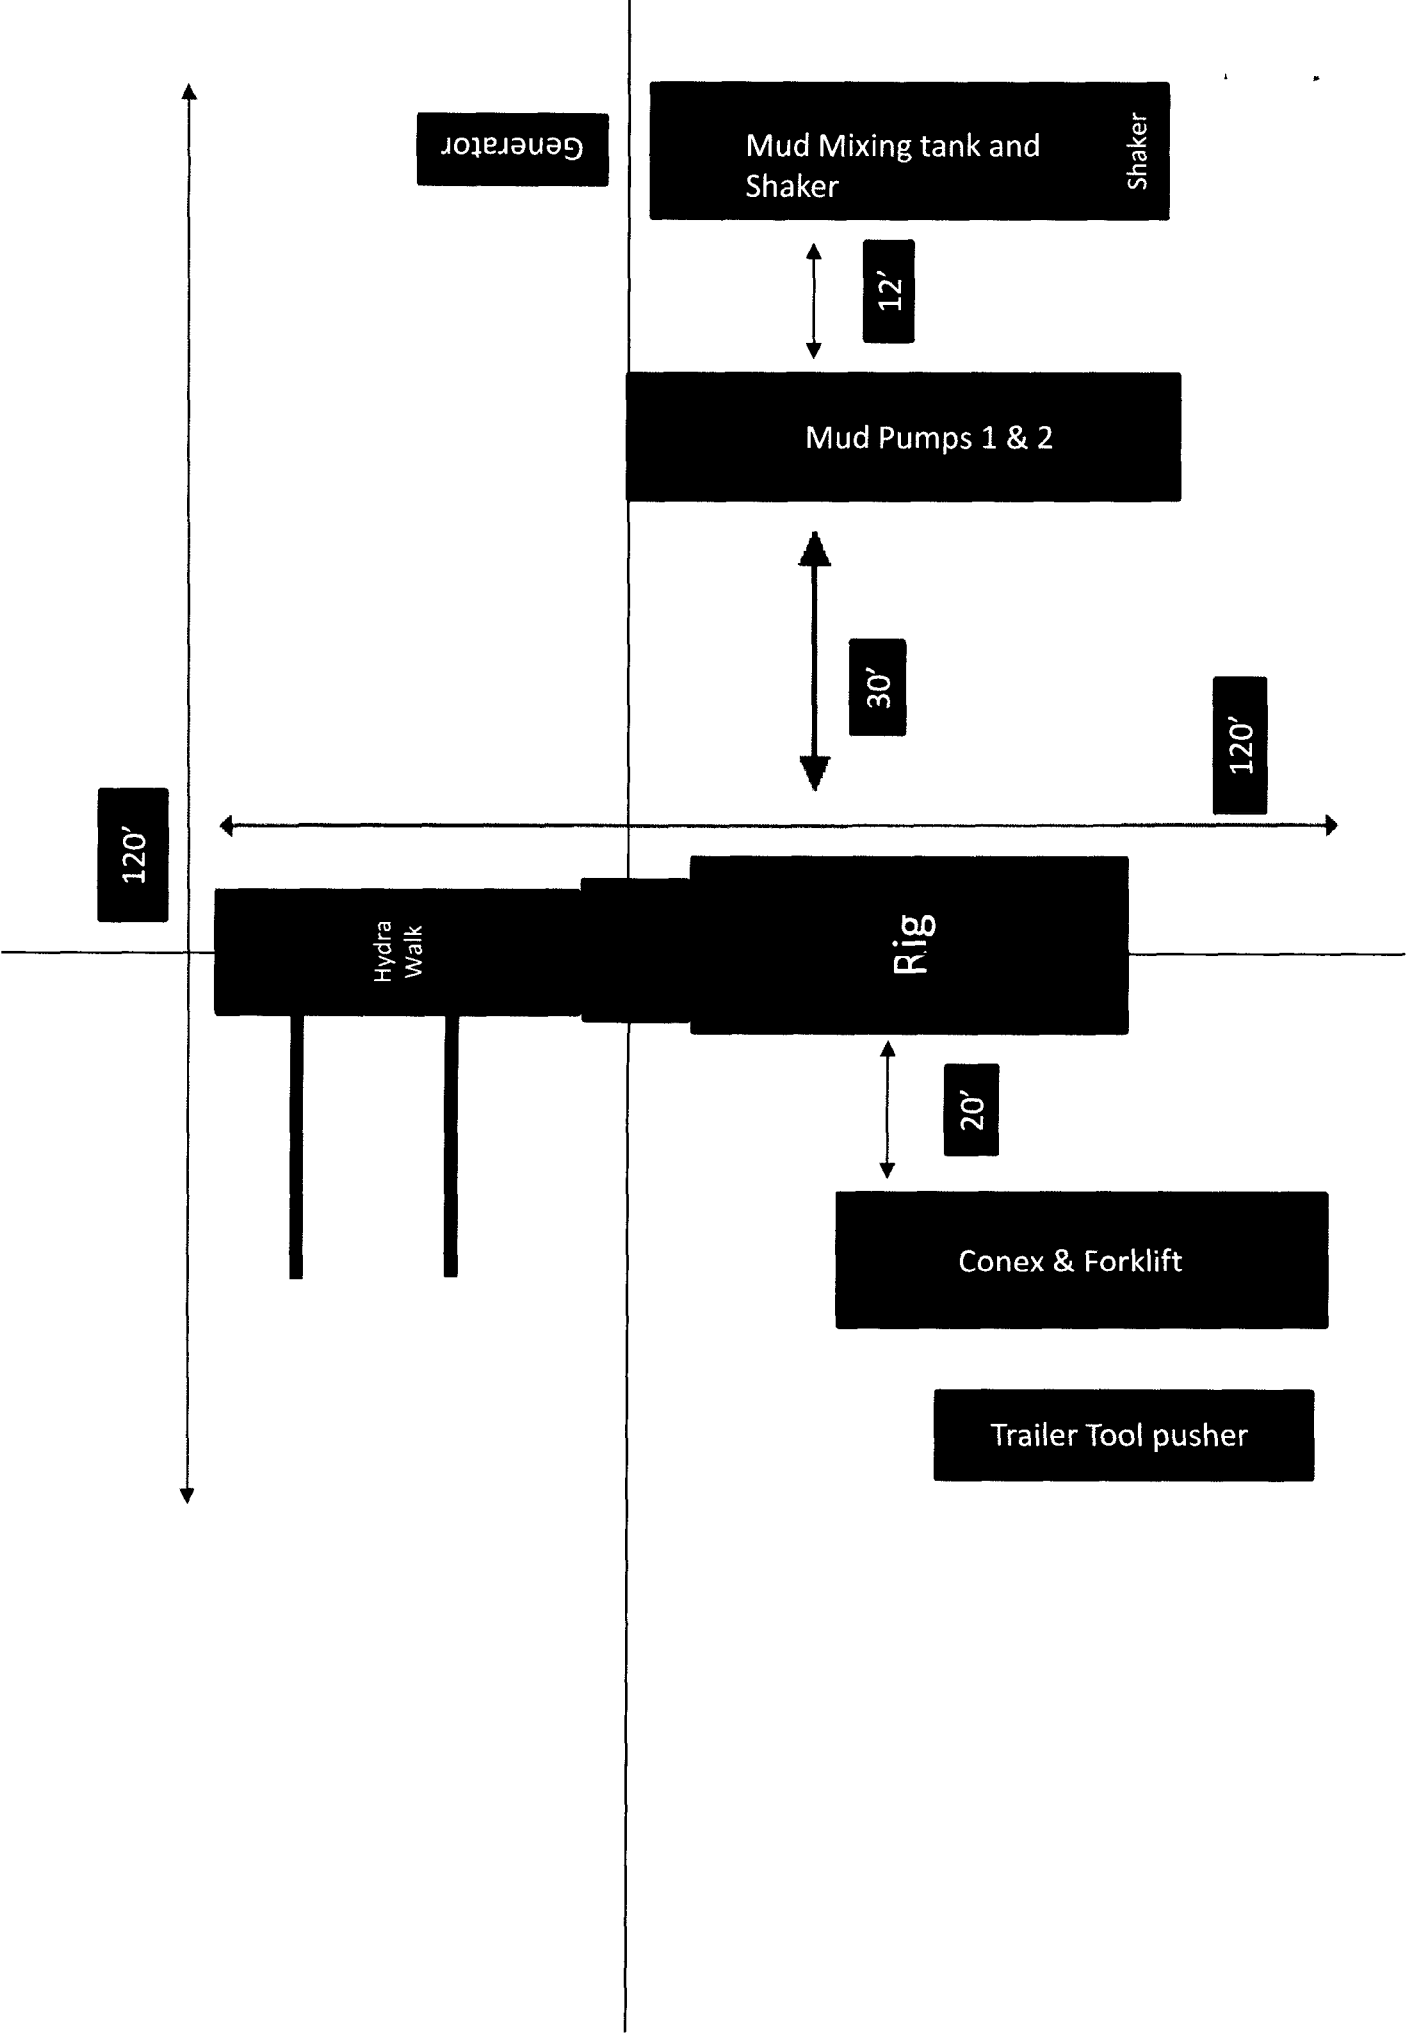 Generator
Mud Mixing tank and
Shaker
Shaker
12'
Mud Pumps 1 & 2
30'
120'
120'
Hydra
Walk
Rig
20'
Conex & Forklift
Trailer Tool pusher